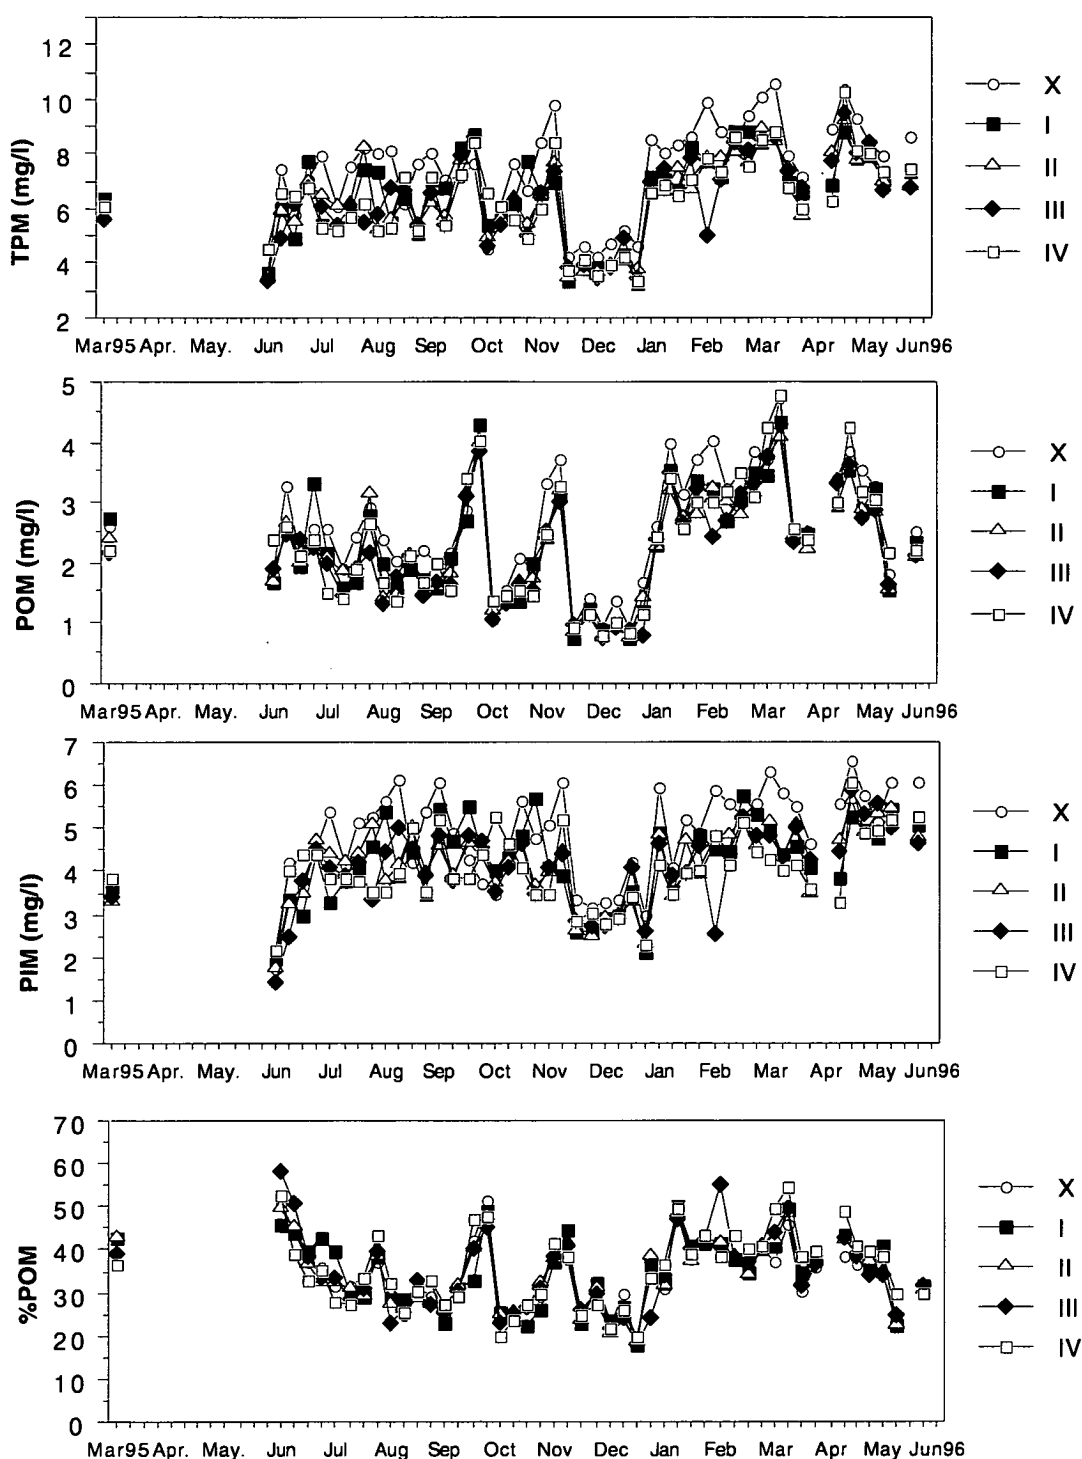 12
10
8
6
4
2
TPM (mg/l)
Mar95 Apr. May. Jun Jul Aug Sep Oct Nov Dec Jan Feb Mar Apr May Jun96
X
I
II
III
IV
5
4
3
2
1
0
POM (mg/l)
Mar95 Apr. May. Jun Jul Aug Sep Oct Nov Dec Jan Feb Mar Apr May Jun96
X
I
II
III
IV
7
6
5
4
3
2
1
0
PIM (mg/l)
Mar95 Apr. May. Jun Jul Aug Sep Oct Nov Dec Jan Feb Mar Apr May Jun96
X
I
II
III
IV
70
60
50
40
30
20
10
0
%POM
Mar95 Apr. May. Jun Jul Aug Sep Oct Nov Dec Jan Feb Mar Apr May Jun96
X
I
II
III
IV